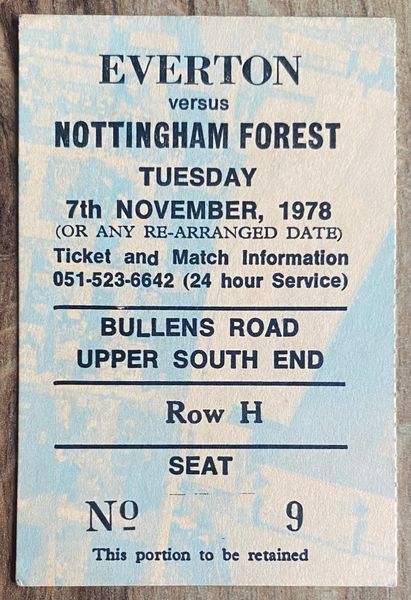 EVERTON
versus
NOTTINGHAM FOREST
TUESDAY
7th NOVEMBER, 1978
(OR ANY RE-ARRANGED DATE)
Ticket and Match Information
051-523-6642 (24 hour Service)
BULLENS ROAD
UPPER SOUTH END
Row H
SEAT
Nº 9
This portion to be retained